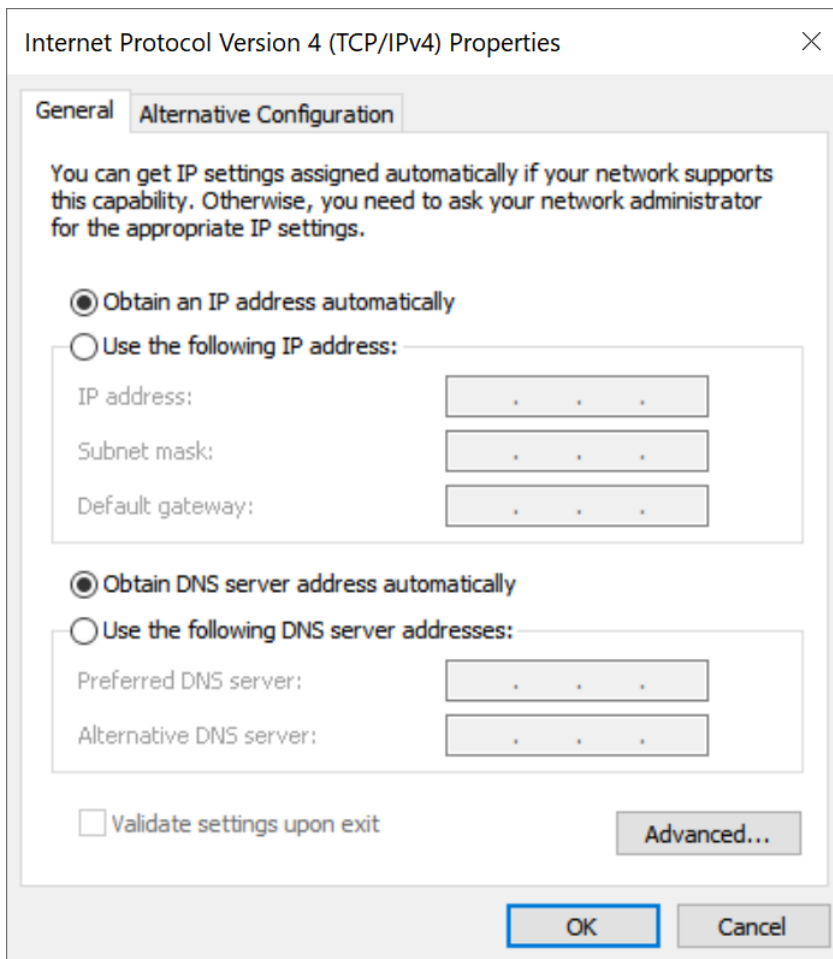 Internet Protocol Version 4 (TCP/IPv4) Properties
General
Alternative Configuration
You can get IP settings assigned automatically if your network supports
this capability. Otherwise, you need to ask your network administrator
for the appropriate IP settings.
Obtain an IP address automatically
Use the following IP address:
IP address:
Subnet mask:
Default gateway:
Obtain DNS server address automatically
Use the following DNS server addresses:
Preferred DNS server:
Alternative DNS server:
Validate settings upon exit
Advanced...
OK
Cancel